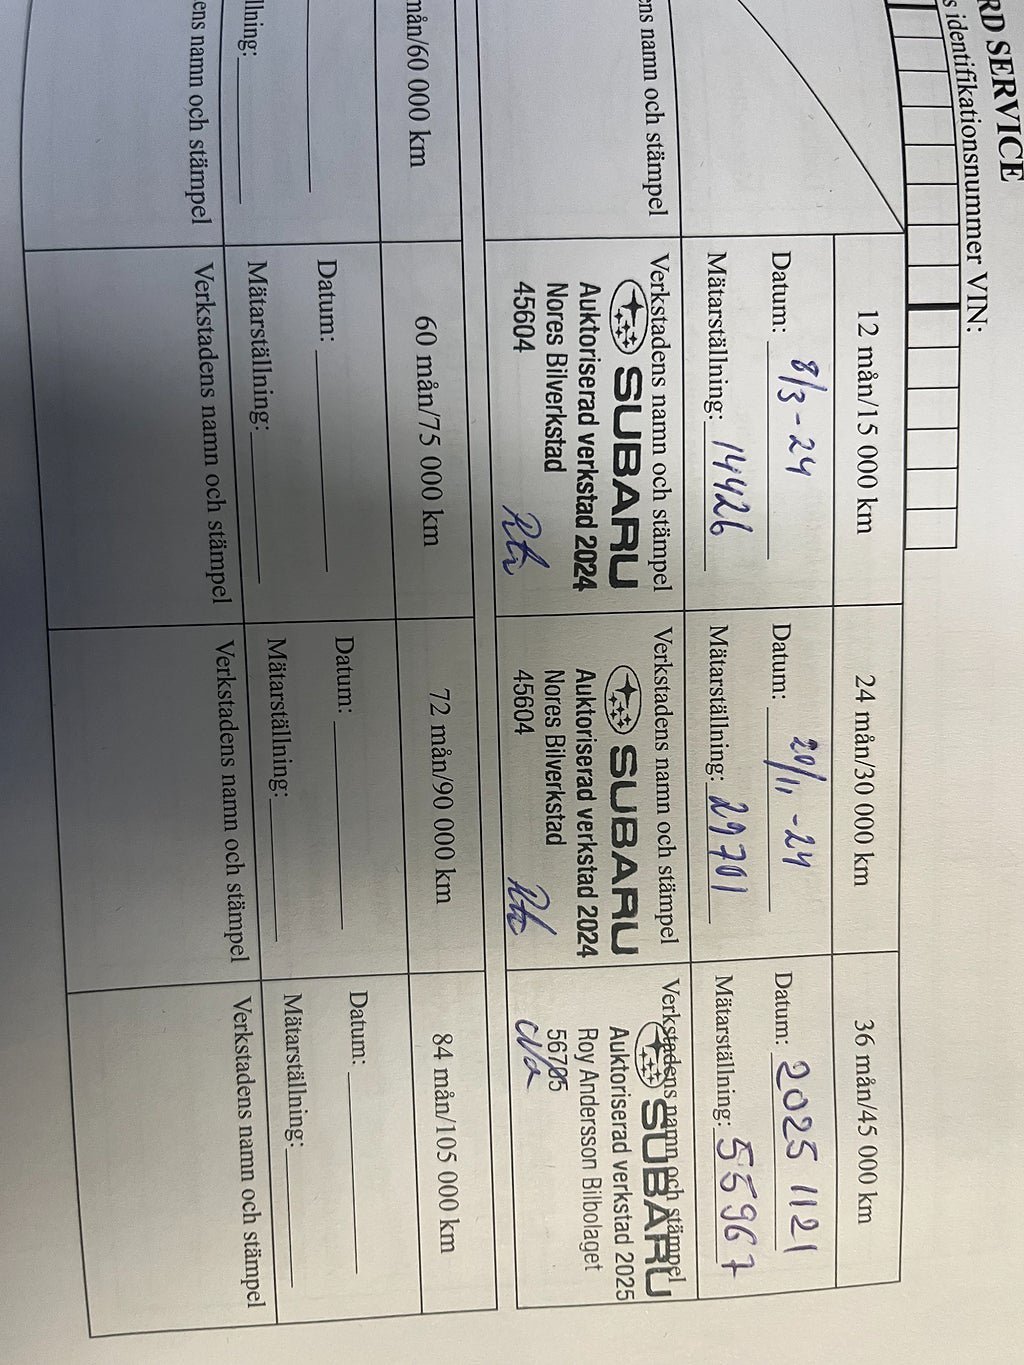 RD SERVICE
s identifikationsnummer VIN:
12 mån/15 000 km
Datum: 8/3-24
Mätarställning: 14426
Verkstadens namn och stämpel
SUBARU
Auktoriserad verkstad 2024
Nores Bilverkstad
45604
24 mån/30 000 km
Datum: 20/11-24
Mätarställning: 29701
Verkstadens namn och stämpel
SUBARU
Auktoriserad verkstad 2024
Nores Bilverkstad
45604
36 mån/45 000 km
Datum: 2025 1121
Mätarställning: 55967
Verkstadens namn och stämpel
SUBARU
Auktoriserad verkstad 2025
Roy Andersson Bilbolaget
56705
ens namn och stämpel
mån/60 000 km
llning:
ens namn och stämpel
60 mån/75 000 km
Datum:
Mätarställning:
Verkstadens namn och stämpel
72 mån/90 000 km
Datum:
Mätarställning:
Verkstadens namn och stämpel
84 mån/105 000 km
Datum:
Mätarställning:
Verkstadens namn och stämpel